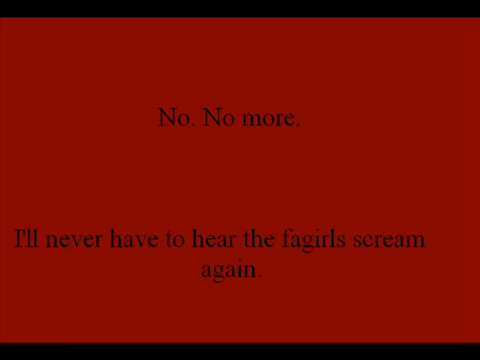 No. No more.
I'll never have to hear the fagirls scream
again.